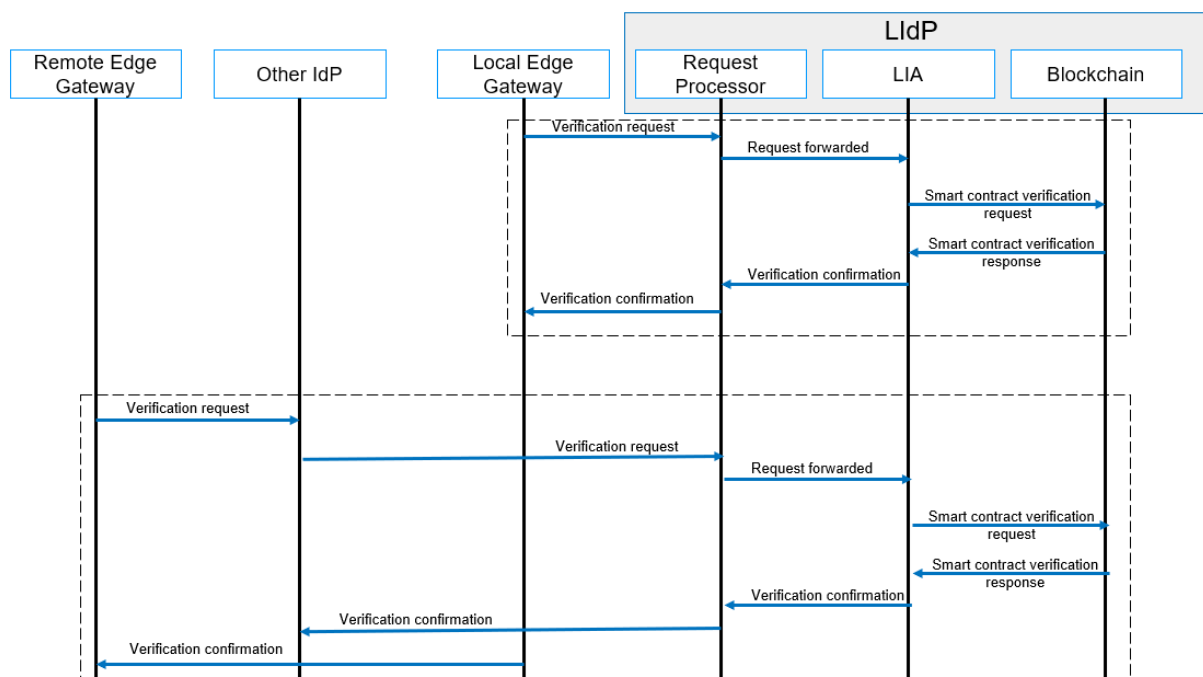 LIdP
Remote Edge
Gateway
Other IdP
Local Edge
Gateway
Request
Processor
LIA
Blockchain
Verification request
Request forwarded
Smart contract verification
request
Smart contract verification
response
Verification confirmation
Verification confirmation
Verification request
Verification request
Request forwarded
Smart contract verification
request
Smart contract verification
response
Verification confirmation
Verification confirmation
Verification confirmation